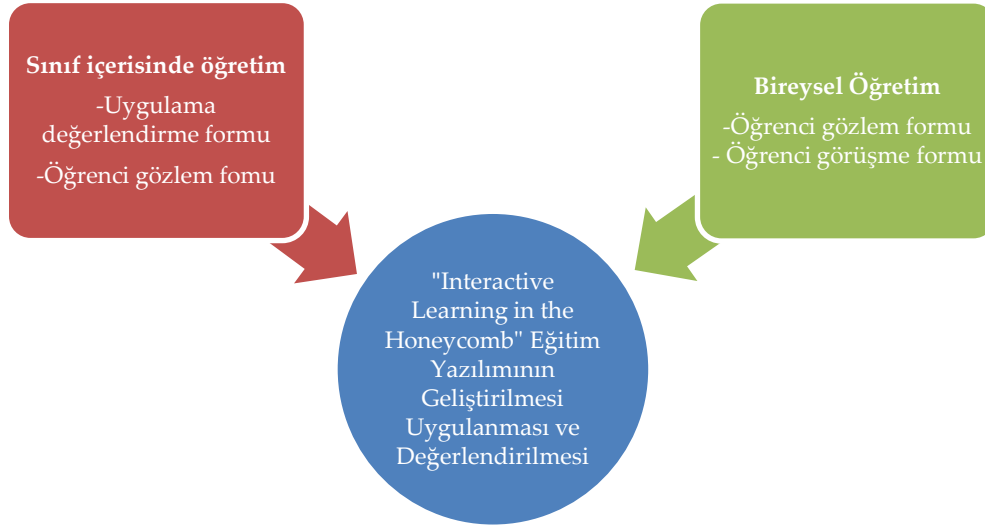 Sınıf içerisinde öğretim
-Uygulama
değerlendirme formu
-Öğrenci gözlem fomu
Bireysel Öğretim
-Öğrenci gözlem formu
- Öğrenci görüşme formu
"Interactive
Learning in the
Honeycomb" Eğitim
Yazılımının
Geliştirilmesi
Uygulanması ve
Değerlendirilmesi